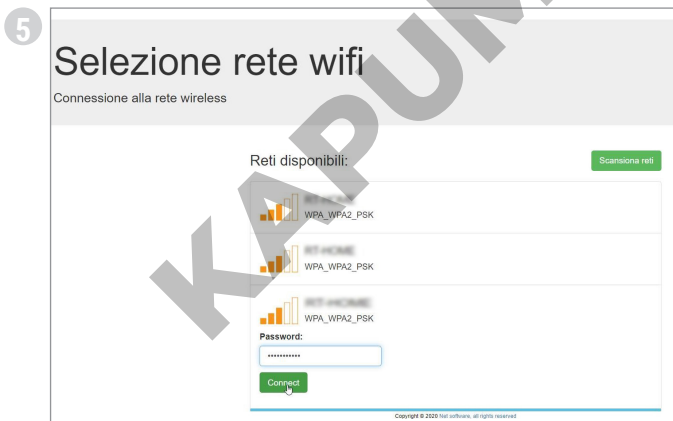 5
Selezione rete wifi
Connessione alla rete wireless
Reti disponibili:
Scansiona reti
WPA_WPA2_PSK
WPA_WPA2_PSK
WPA_WPA2_PSK
Password:
•••••••••••
Connect
Copyright © 2020 Net software, all rights reserved
KAPUM